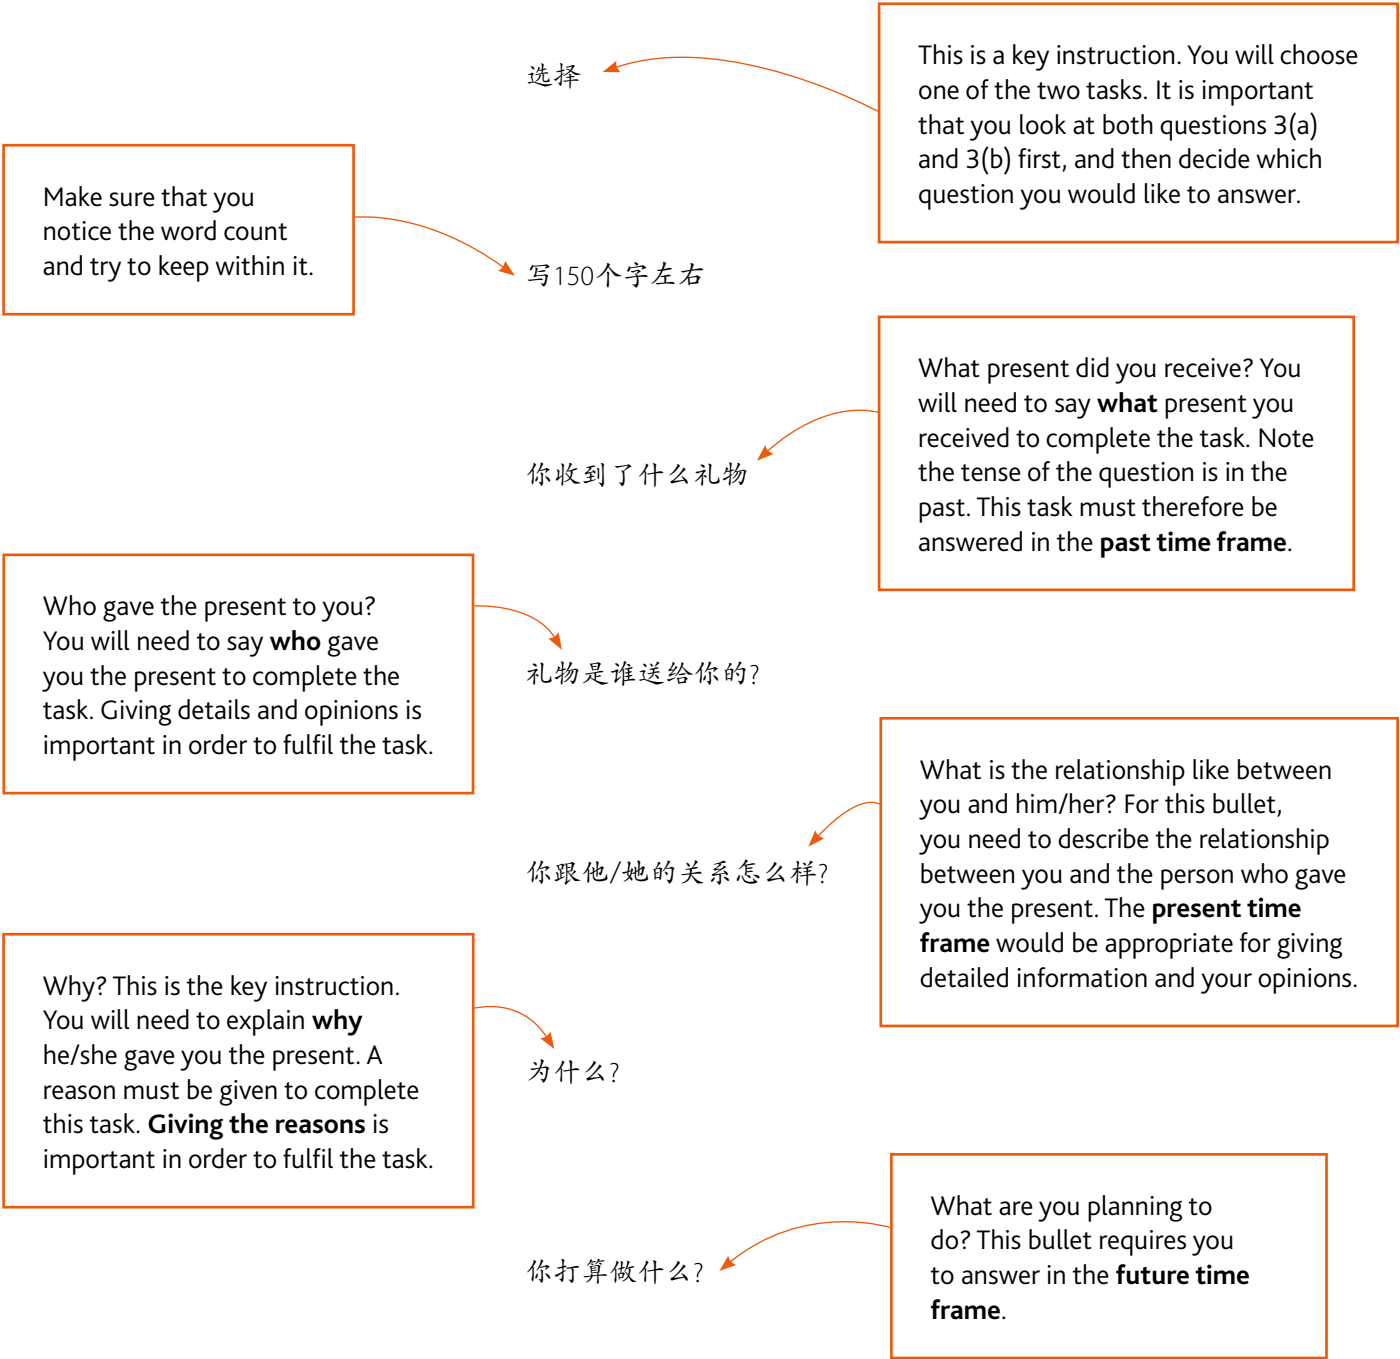 选择
This is a key instruction. You will choose
one of the two tasks. It is important
that you look at both questions 3(a)
and 3(b) first, and then decide which
question you would like to answer.
Make sure that you
notice the word count
and try to keep within it.
写150个字左右
What present did you receive? You
will need to say what present you
received to complete the task. Note
the tense of the question is in the
past. This task must therefore be
answered in the past time frame.
你收到了什么礼物
Who gave the present to you?
You will need to say who gave
you the present to complete the
task. Giving details and opinions is
important in order to fulfil the task.
礼物是谁送给你的?
What is the relationship like between
you and him/her? For this bullet,
you need to describe the relationship
between you and the person who gave
you the present. The present time
frame would be appropriate for giving
detailed information and your opinions.
你跟他/她的关系怎么样?
Why? This is the key instruction.
You will need to explain why
he/she gave you the present. A
reason must be given to complete
this task. Giving the reasons is
important in order to fulfil the task.
为什么?
What are you planning to
do? This bullet requires you
to answer in the future time
frame.
你打算做什么?